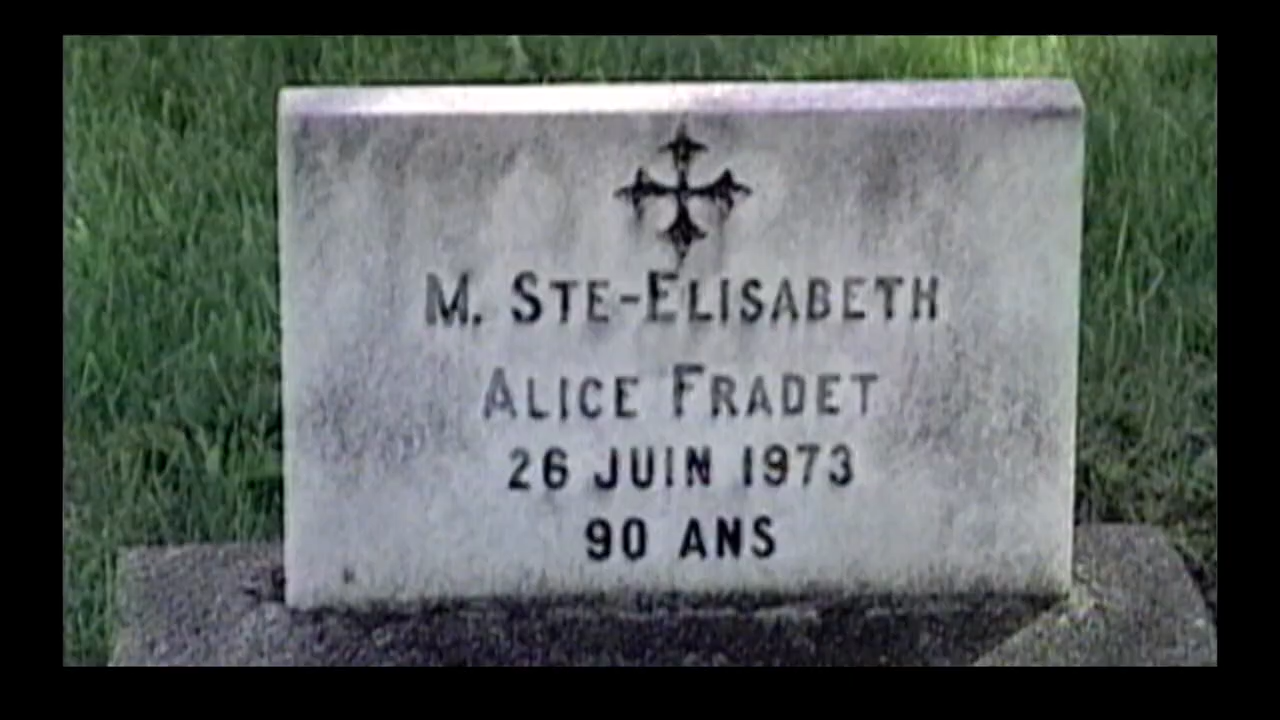 M. STE-ELISABETH
ALICE FRADET
26 JUIN 1973
90 ANS